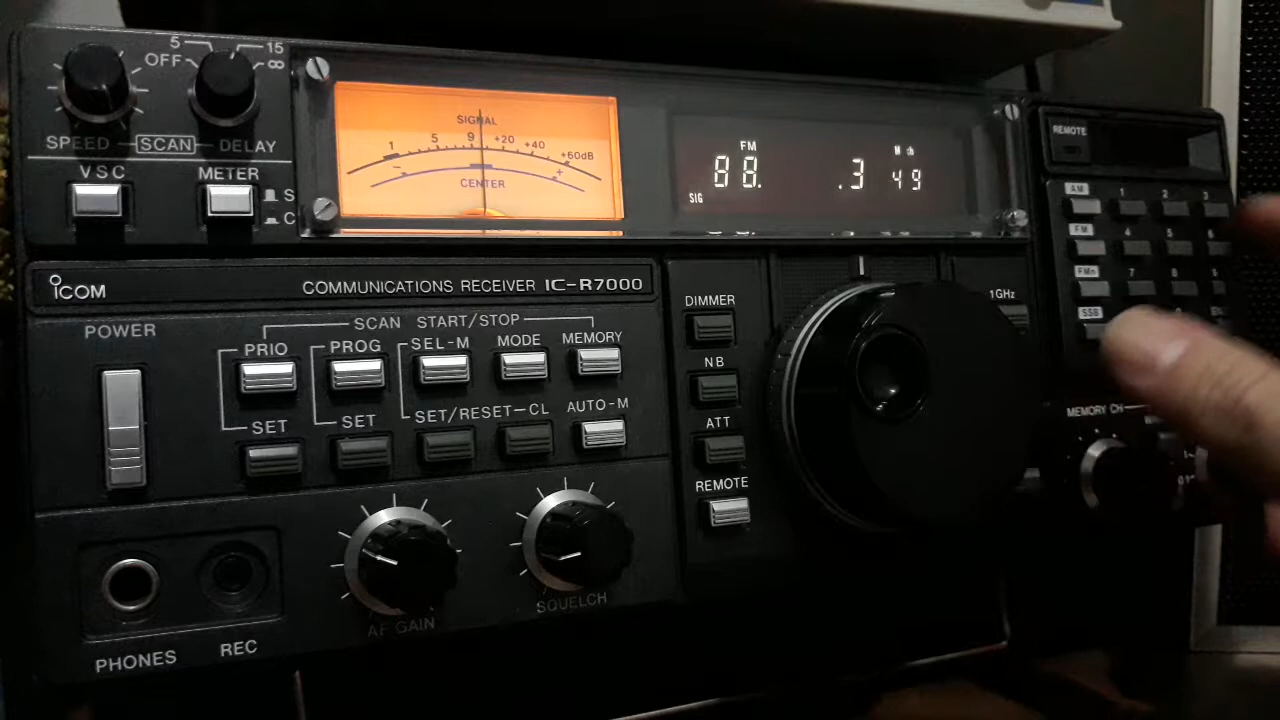 5 15
OFF ∞
SPEED SCAN DELAY
VSC METER
S
C
SIGNAL
1 5 9 +20 +40 +60dB
- +
CENTER
FM M ch
88. .3 49
SIG
REMOTE
AM 1 2 3
FM 4 5 6
FMn 7 8 9
SSB
ICOM COMMUNICATIONS RECEIVER IC-R7000
POWER
SCAN START/STOP
PRIO PROG SEL-M MODE MEMORY
SET SET SET/RESET-CL AUTO-M
DIMMER
NB
ATT
REMOTE
1GHz
MEMORY CH
PHONES REC AF GAIN SQUELCH